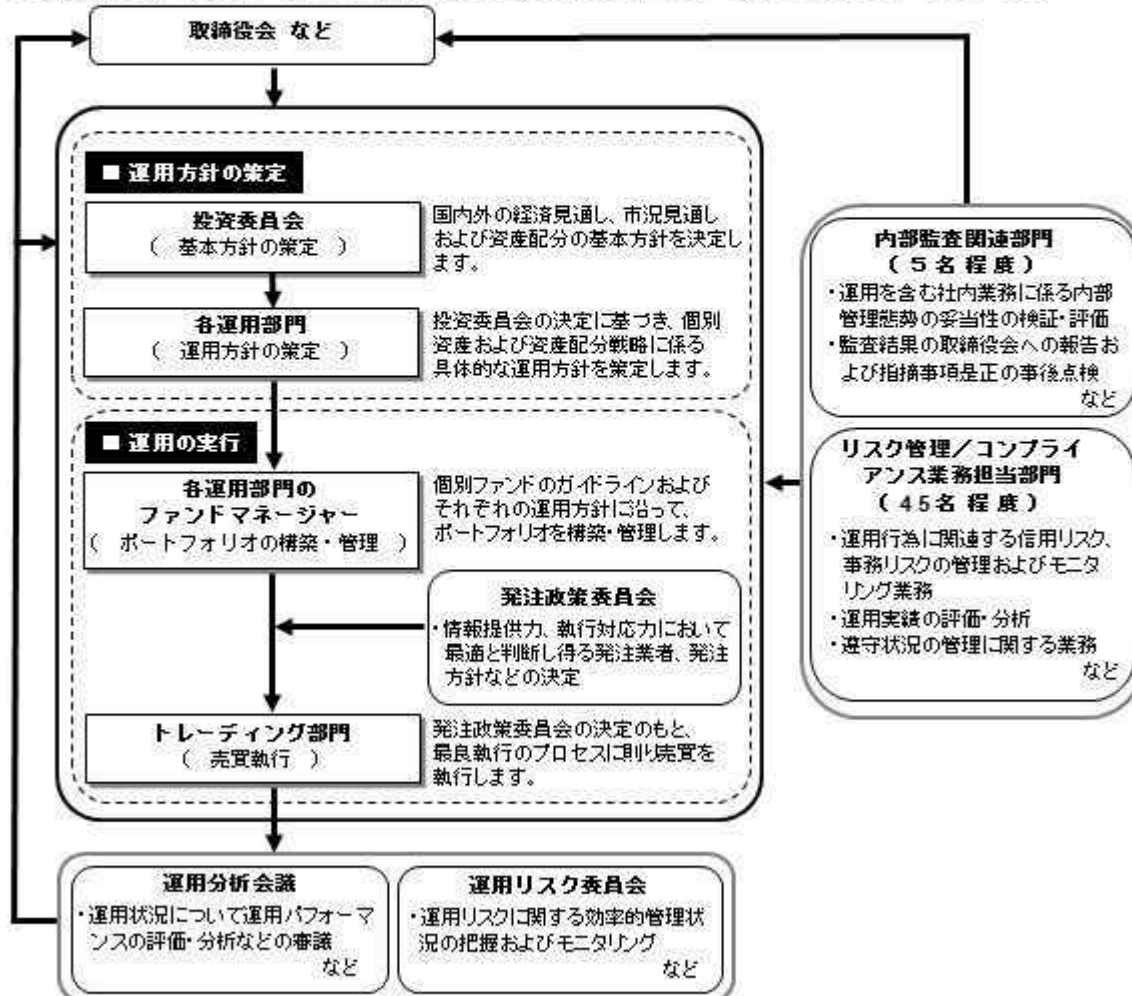 取締役会 など
■ 運用方針の策定
投資委員会
( 基本方針の策定 )
国内外の経済見通し、市況見通し
および資産配分の基本方針を決定し
ます。
各運用部門
( 運用方針の策定 )
投資委員会の決定に基づき、個別
資産および資産配分戦略に係る
具体的な運用方針を策定します。
■ 運用の実行
各運用部門の
ファンドマネージャー
( ポートフォリオの構築・管理 )
個別ファンドのガイドラインおよび
それぞれの運用方針に沿って、
ポートフォリオを構築・管理します。
発注政策委員会
・情報提供力、執行対応力において
最適と判断し得る発注業者、発注
方針などの決定
トレーディング部門
( 売買執行 )
発注政策委員会の決定のもと、
最良執行のプロセスに則り売買を
執行します。
内部監査関連部門
( 5名程度 )
・運用を含む社内業務に係る内部
管理態勢の妥当性の検証・評価
・監査結果の取締役会への報告お
よび指摘事項是正の事後点検
など
リスク管理/コンプライ
アンス業務担当部門
( 45名程度 )
・運用行為に関連する信用リスク、
事務リスクの管理およびモニタ
リング業務
・運用実績の評価・分析
・遵守状況の管理に関する業務
など
運用分析会議
・運用状況について運用パフォーマ
ンスの評価・分析などの審議
など
運用リスク委員会
・運用リスクに関する効率的管理状
況の把握およびモニタリング
など